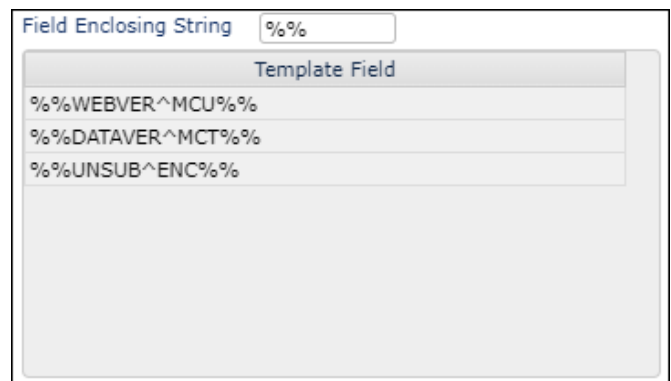 Field Enclosing String %%
Template Field
%%WEBVER^MCU%%
%%DATAVER^MCT%%
%%UNSUB^ENC%%